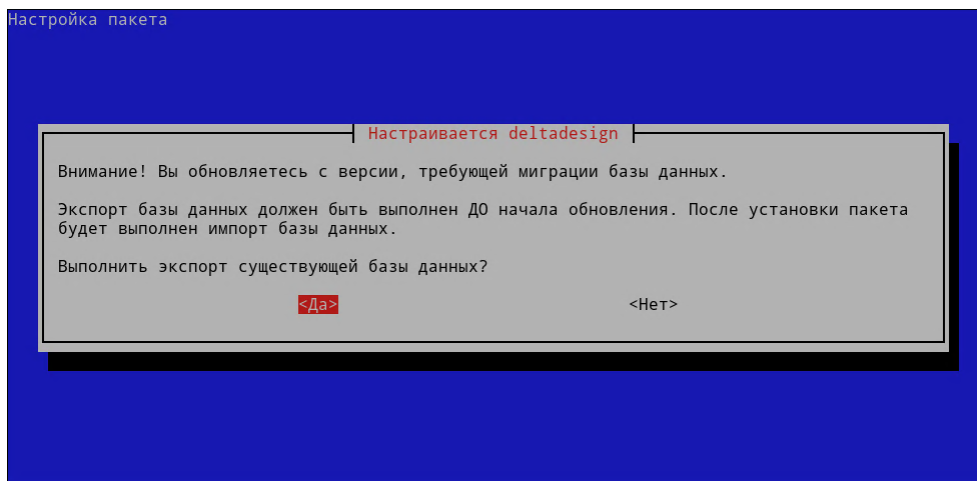 Настройка пакета
Настраивается deltadesign
Внимание! Вы обновляетесь с версии, требующей миграции базы данных.
Экспорт базы данных должен быть выполнен ДО начала обновления. После установки пакета
будет выполнен импорт базы данных.
Выполнить экспорт существующей базы данных?
<Да> <Нет>